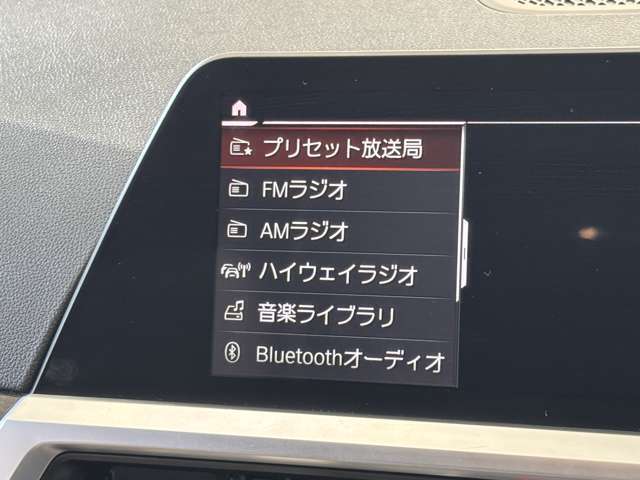 プリセット放送局
FMラジオ
AMラジオ
ハイウェイラジオ
音楽ライブラリ
Bluetoothオーディオ